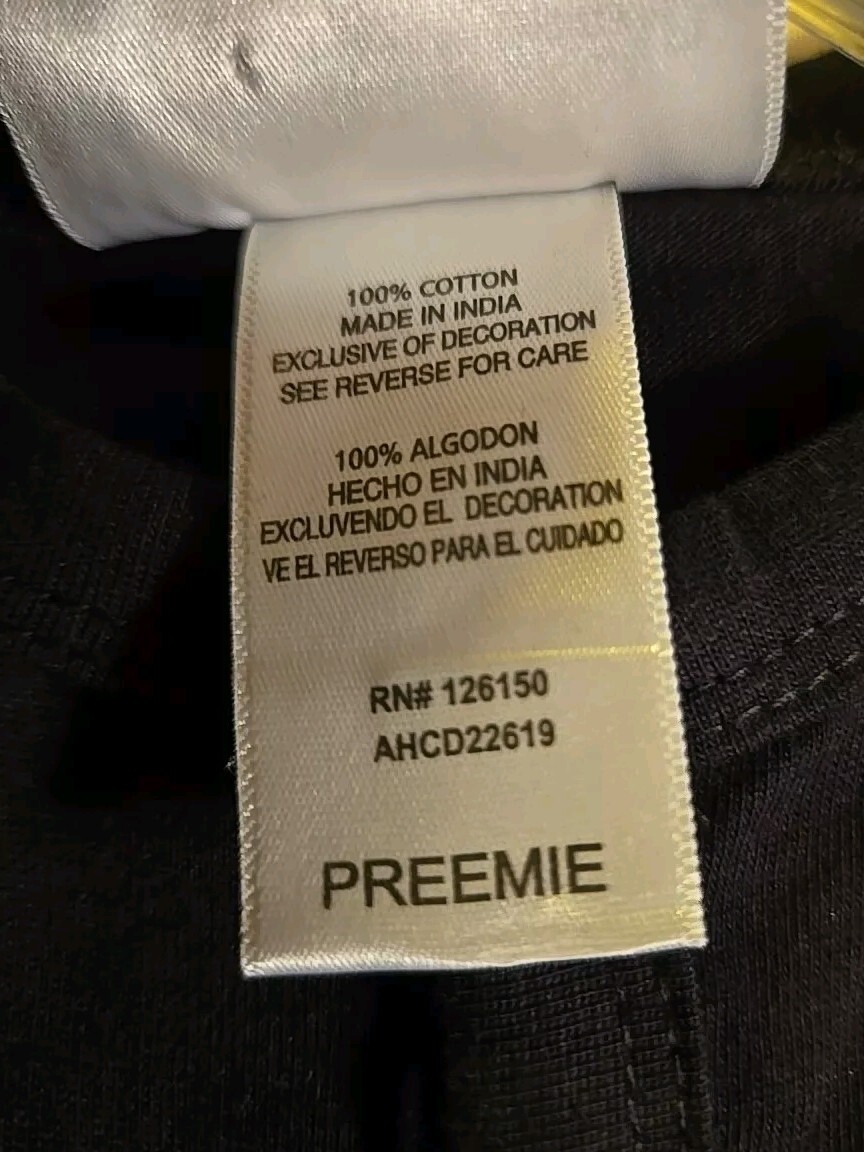 100% COTTON
MADE IN INDIA
EXCLUSIVE OF DECORATION
SEE REVERSE FOR CARE
100% ALGODON
HECHO EN INDIA
EXCLUVENDO EL DECORATION
VE EL REVERSO PARA EL CUIDADO
RN# 126150
AHCD22619
PREEMIE